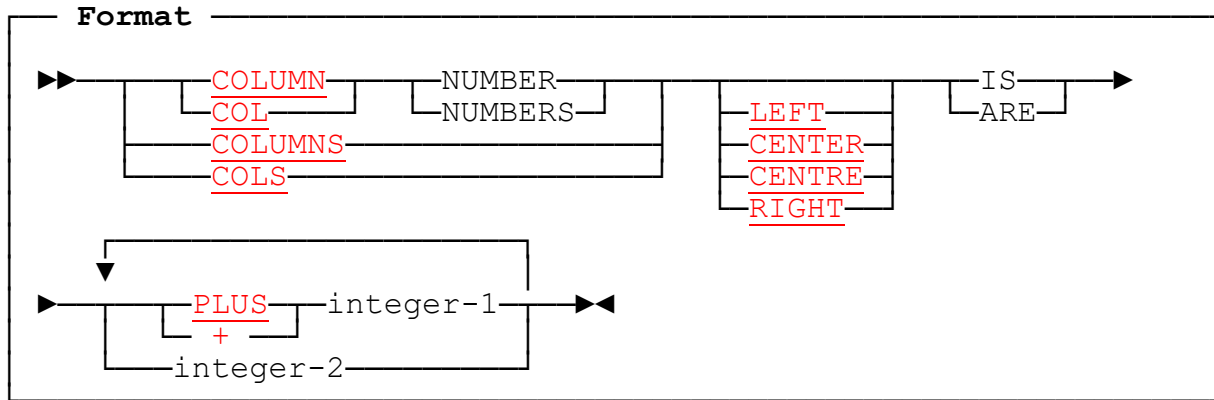 Format
COLUMN NUMBER IS
COL NUMBERS LEFT ARE
COLUMNS CENTER
COLS CENTRE
RIGHT
PLUS integer-1
+
integer-2